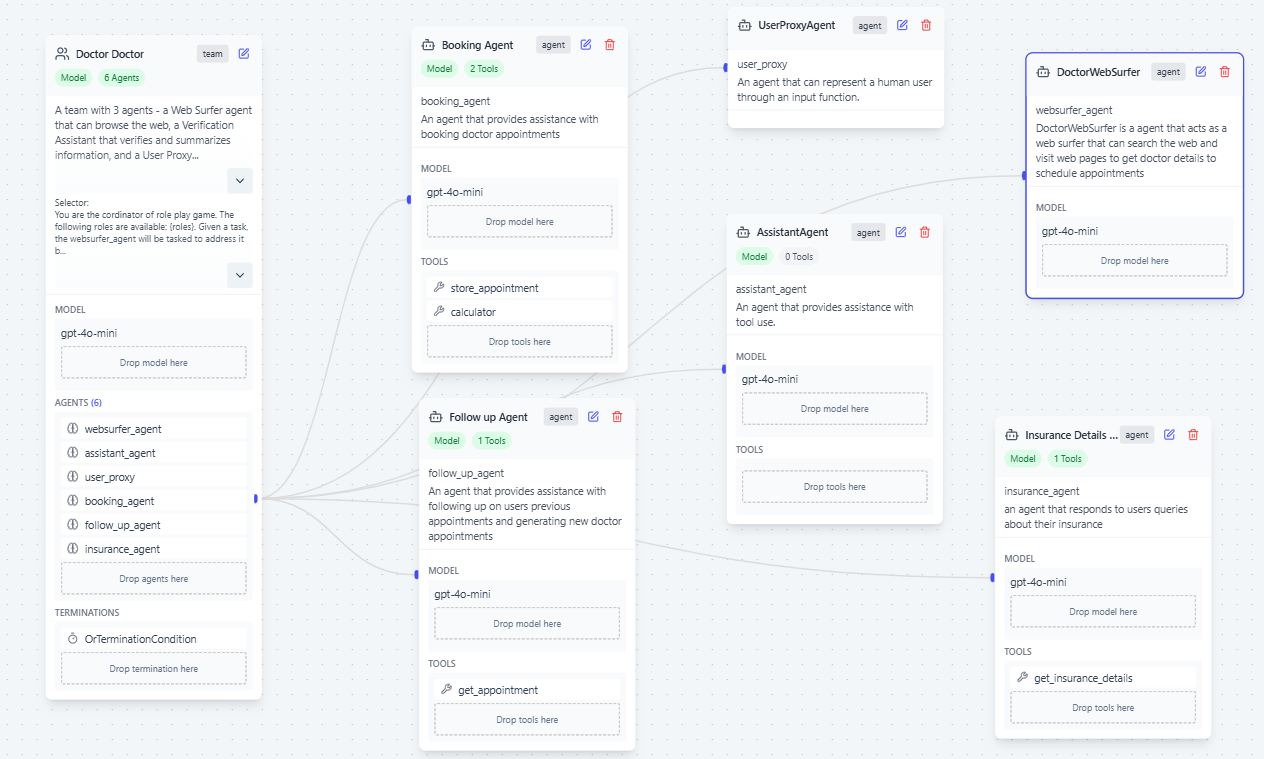 Doctor Doctor
team
Model
6 Agents
A team with 3 agents - a Web Surfer agent
that can browse the web, a Verification
Assistant that verifies and summarizes
information, and a User Proxy...
Selector:
You are the cordinator of role play game. The
following roles are available: {roles}. Given a task,
the websurfer_agent will be tasked to address it
b...
MODEL
gpt-4o-mini
Drop model here
AGENTS (6)
websurfer_agent
assistant_agent
user_proxy
booking_agent
follow_up_agent
insurance_agent
Drop agents here
TERMINATIONS
OrTerminationCondition
Drop termination here
Booking Agent
agent
Model
2 Tools
booking_agent
An agent that provides assistance with
booking doctor appointments
MODEL
gpt-4o-mini
Drop model here
TOOLS
store_appointment
calculator
Drop tools here
Follow up Agent
agent
Model
1 Tools
follow_up_agent
An agent that provides assistance with
following up on users previous
appointments and generating new doctor
appointments
MODEL
gpt-4o-mini
Drop model here
TOOLS
get_appointment
Drop tools here
UserProxyAgent
agent
user_proxy
An agent that can represent a human user
through an input function.
AssistantAgent
agent
Model
0 Tools
assistant_agent
An agent that provides assistance with
tool use.
MODEL
gpt-4o-mini
Drop model here
TOOLS
Drop tools here
DoctorWebSurfer
agent
websurfer_agent
DoctorWebSurfer is a agent that acts as a
web surfer that can search the web and
visit web pages to get doctor details to
schedule appointments
MODEL
gpt-4o-mini
Drop model here
Insurance Details ...
agent
Model
1 Tools
insurance_agent
an agent that responds to users queries
about their insurance
MODEL
gpt-4o-mini
Drop model here
TOOLS
get_insurance_details
Drop tools here